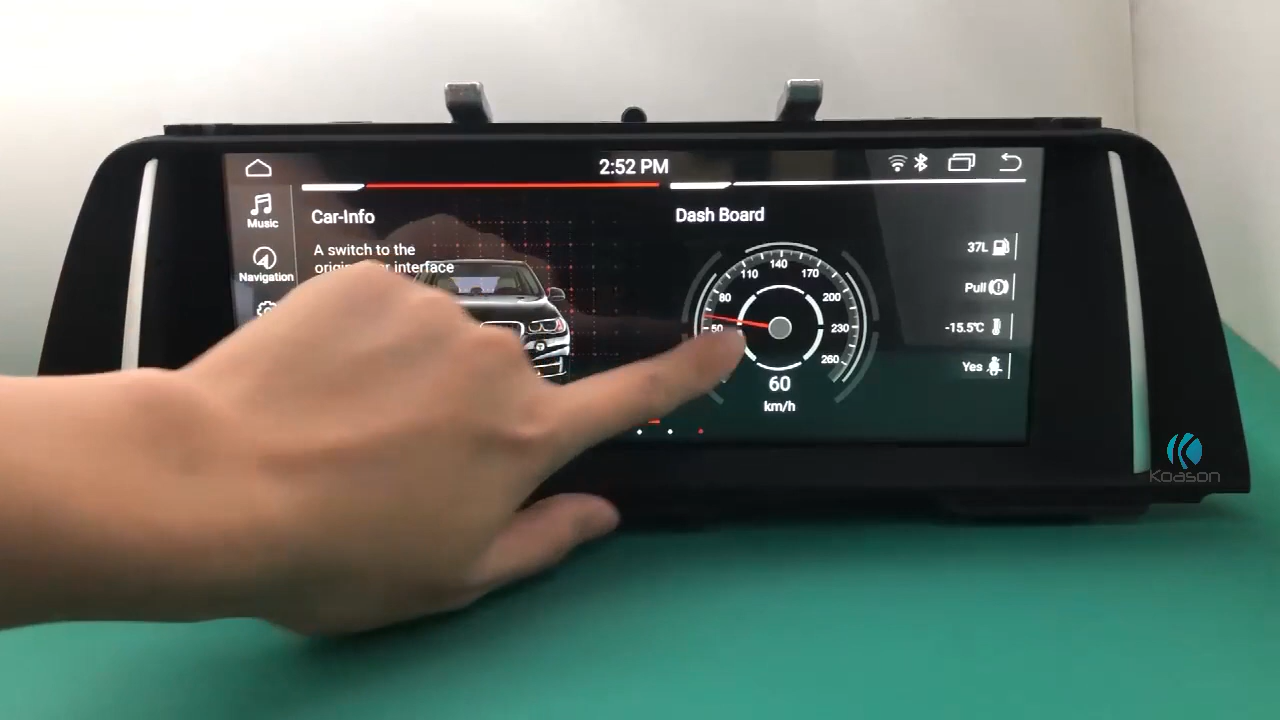 2:52 PM
Music
Navigation
Car-Info
A switch to the
interface
Dash Board
50
80
110
140
170
200
230
260
60
km/h
37L
Pull
-15.5℃
Yes
Koason